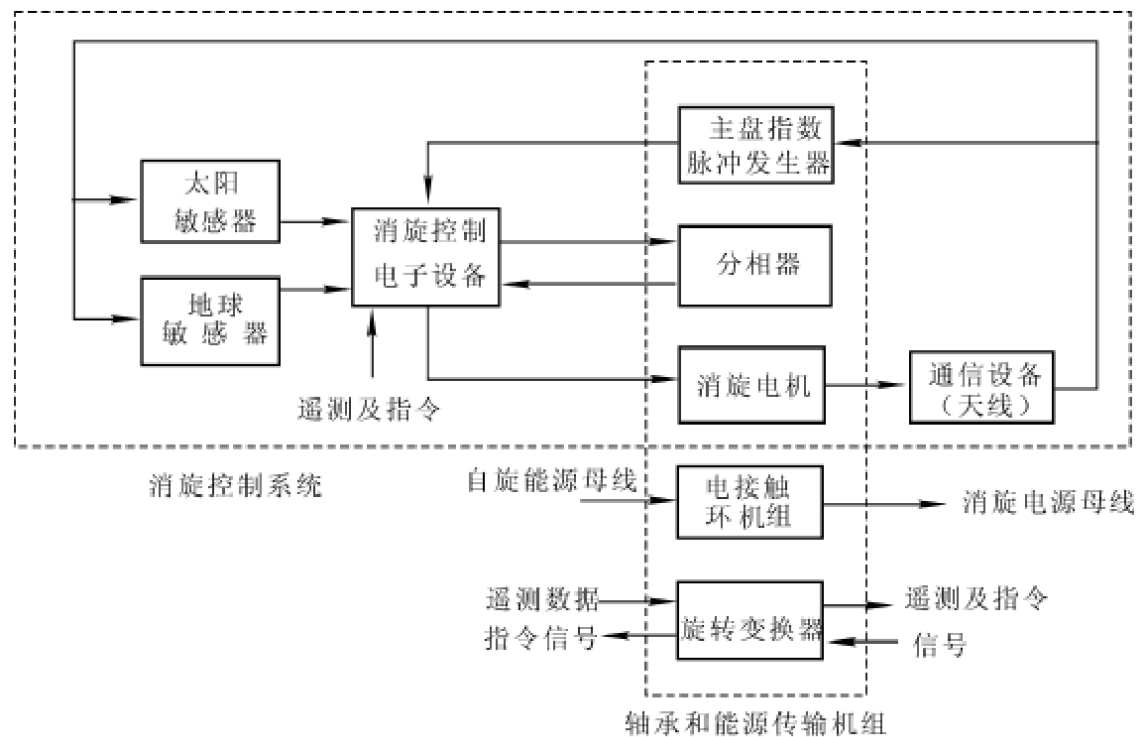 主盘指数
脉冲发生器
太阳
敏感器
消旋控制
电子设备
分相器
地球
敏感器
消旋电机
通信设备
（天线）
遥测及指令
消旋控制系统
自旋能源母线
电接触
环机组
消旋电源母线
遥测数据
指令信号
旋转变换器
遥测及指令
信号
轴承和能源传输机组